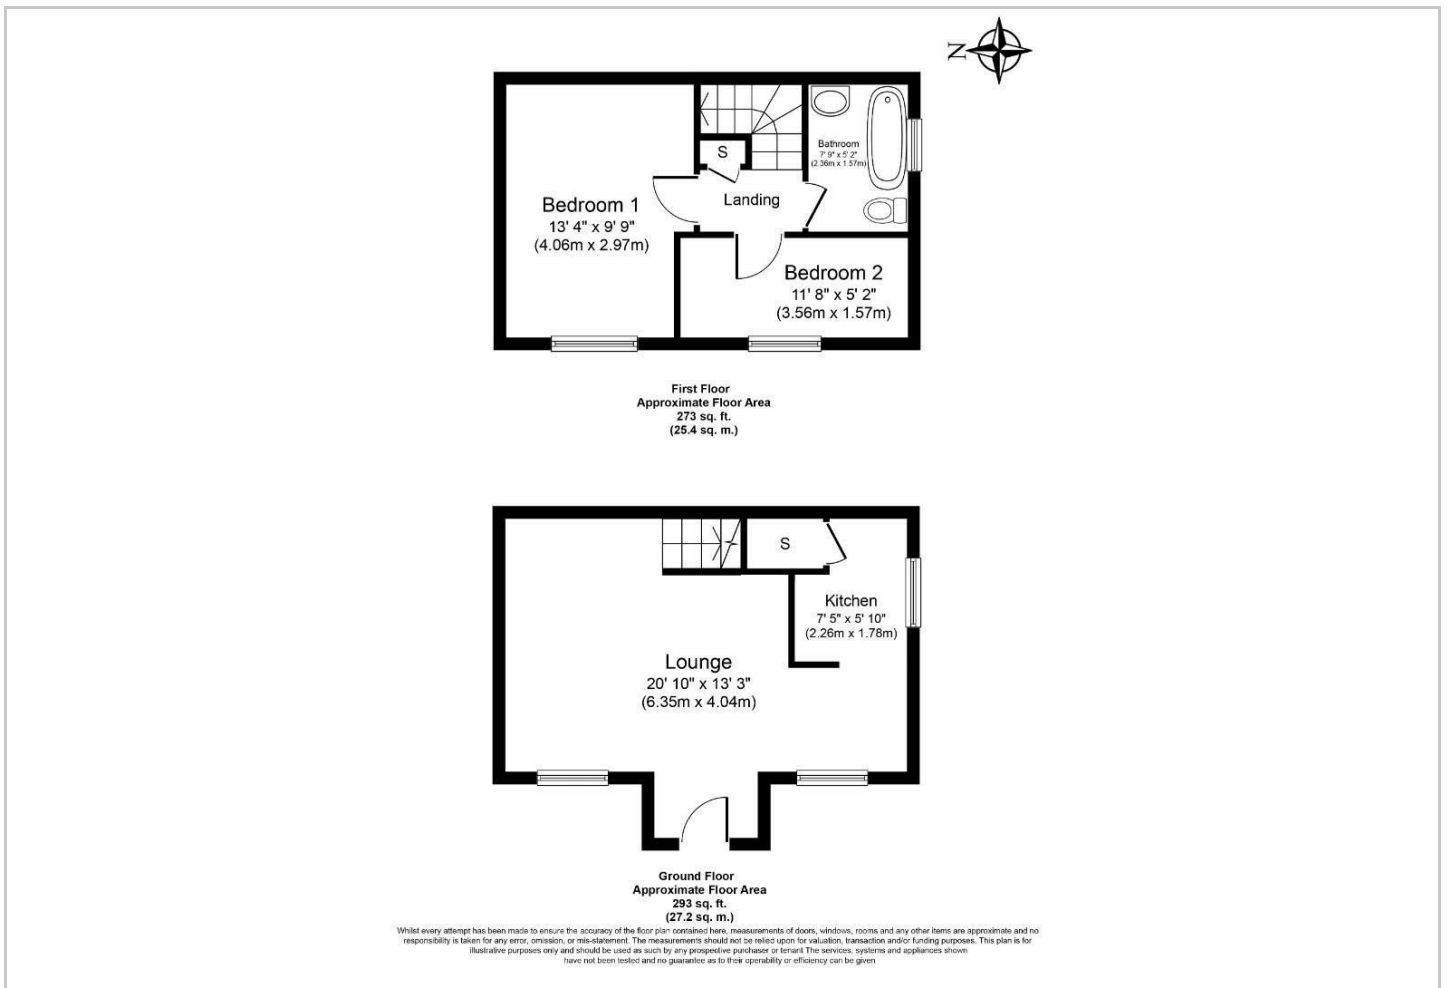 N
Bedroom 1
13' 4" x 9' 9"
(4.06m x 2.97m)
S
Landing
Bathroom
7' 9" x 5' 2"
(2.36m x 1.57m)
Bedroom 2
11' 8" x 5' 2"
(3.56m x 1.57m)
First Floor
Approximate Floor Area
273 sq. ft.
(25.4 sq. m.)
S
Kitchen
7' 5" x 5' 10"
(2.26m x 1.78m)
Lounge
20' 10" x 13' 3"
(6.35m x 4.04m)
Ground Floor
Approximate Floor Area
293 sq. ft.
(27.2 sq. m.)
Whilst every attempt has been made to ensure the accuracy of the floor plan contained here, measurements of doors, windows, rooms and any other items are approximate and no
responsibility is taken for any error, omission, or mis-statement. The measurements should not be relied upon for valuation, transaction and/or funding purposes. This plan is for
illustrative purposes only and should be used as such by any prospective purchaser or tenant The services, systems and appliances shown
have not been tested and no guarantee as to their operability or efficiency can be given